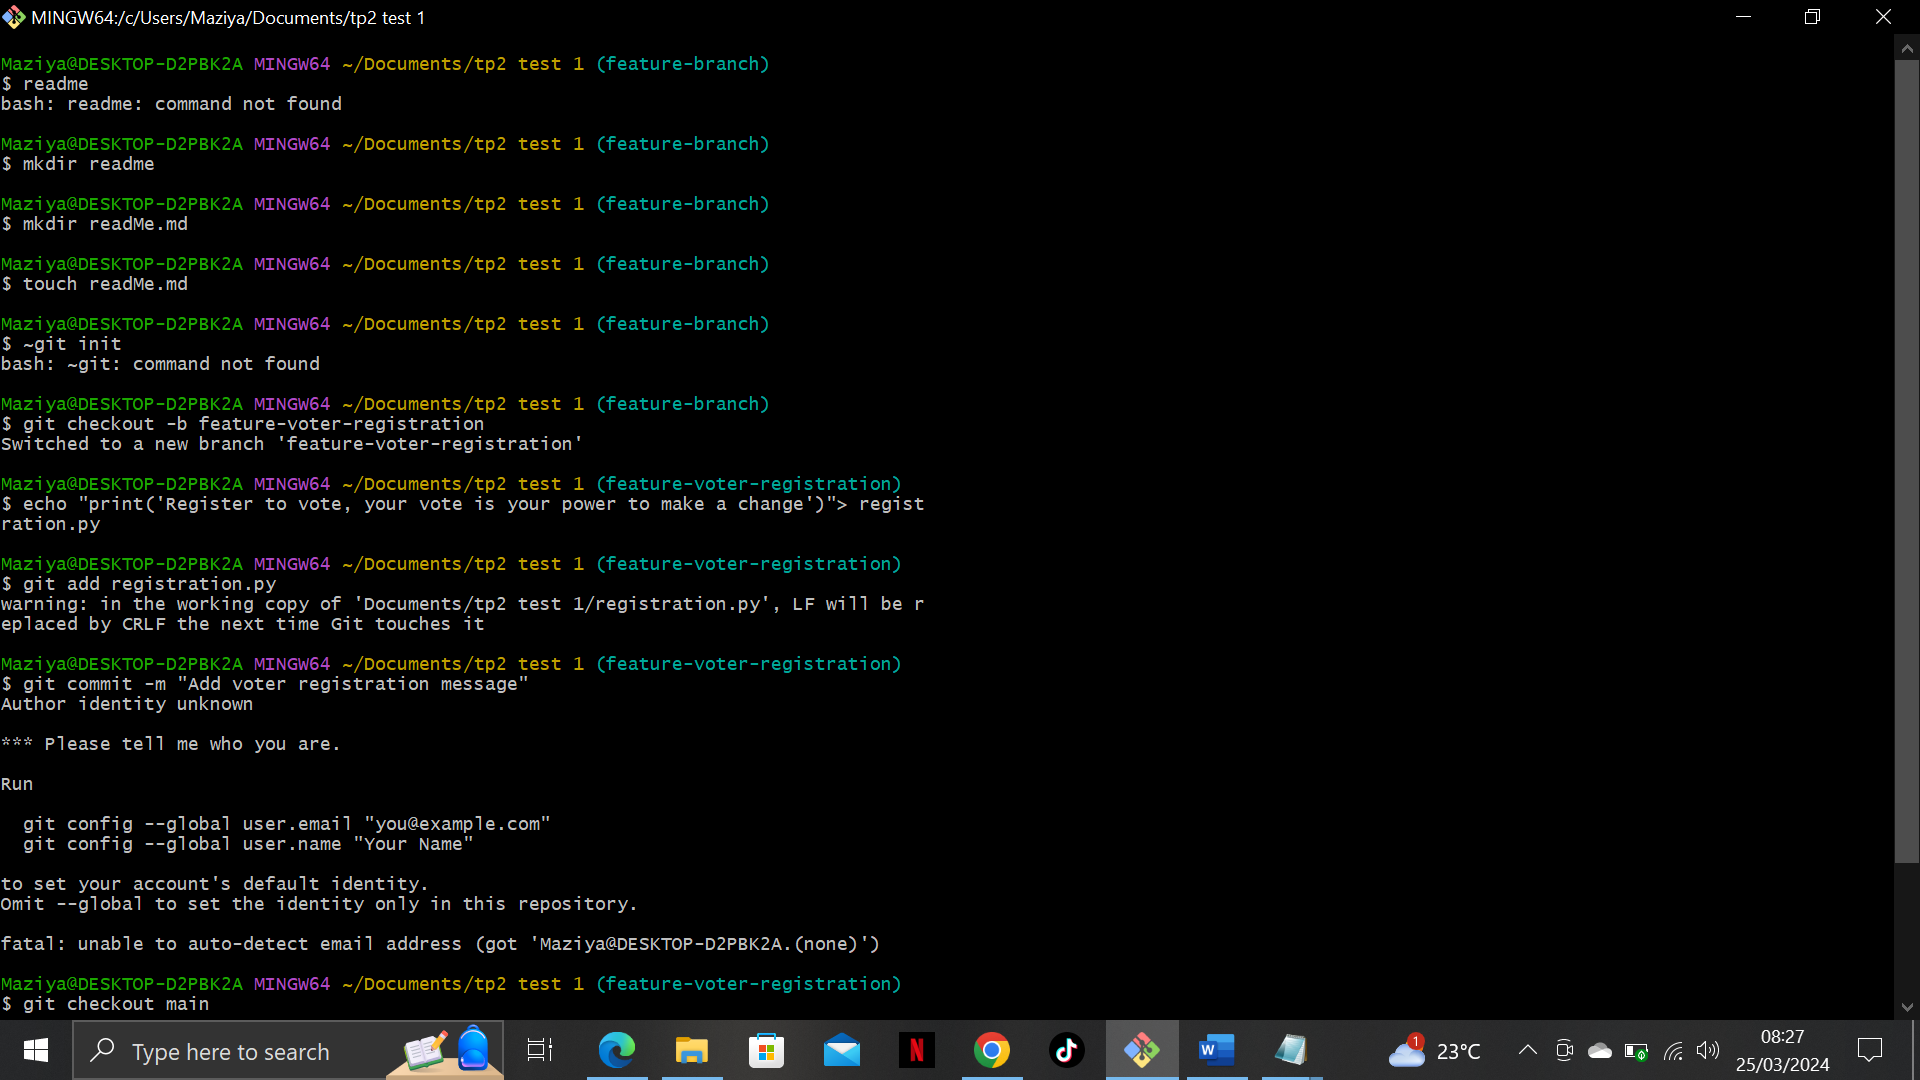 MINGW64:/c/Users/Maziya/Documents/tp2 test 1
Maziya@DESKTOP-D2PBK2A MINGW64 ~/Documents/tp2 test 1 (feature-branch)
$ readme
bash: readme: command not found
Maziya@DESKTOP-D2PBK2A MINGW64 ~/Documents/tp2 test 1 (feature-branch)
$ mkdir readme
Maziya@DESKTOP-D2PBK2A MINGW64 ~/Documents/tp2 test 1 (feature-branch)
$ mkdir readMe.md
Maziya@DESKTOP-D2PBK2A MINGW64 ~/Documents/tp2 test 1 (feature-branch)
$ touch readMe.md
Maziya@DESKTOP-D2PBK2A MINGW64 ~/Documents/tp2 test 1 (feature-branch)
$ ~git init
bash: ~git: command not found
Maziya@DESKTOP-D2PBK2A MINGW64 ~/Documents/tp2 test 1 (feature-branch)
$ git checkout -b feature-voter-registration
Switched to a new branch 'feature-voter-registration'
Maziya@DESKTOP-D2PBK2A MINGW64 ~/Documents/tp2 test 1 (feature-voter-registration)
$ echo "print('Register to vote, your vote is your power to make a change')"> regist
ration.py
Maziya@DESKTOP-D2PBK2A MINGW64 ~/Documents/tp2 test 1 (feature-voter-registration)
$ git add registration.py
warning: in the working copy of 'Documents/tp2 test 1/registration.py', LF will be r
eplaced by CRLF the next time Git touches it
Maziya@DESKTOP-D2PBK2A MINGW64 ~/Documents/tp2 test 1 (feature-voter-registration)
$ git commit -m "Add voter registration message"
Author identity unknown
*** Please tell me who you are.
Run
git config --global user.email "you@example.com"
git config --global user.name "Your Name"
to set your account's default identity.
Omit --global to set the identity only in this repository.
fatal: unable to auto-detect email address (got 'Maziya@DESKTOP-D2PBK2A.(none)')
Maziya@DESKTOP-D2PBK2A MINGW64 ~/Documents/tp2 test 1 (feature-voter-registration)
$ git checkout main
Type here to search
N
W
1
23°C
08:27
25/03/2024